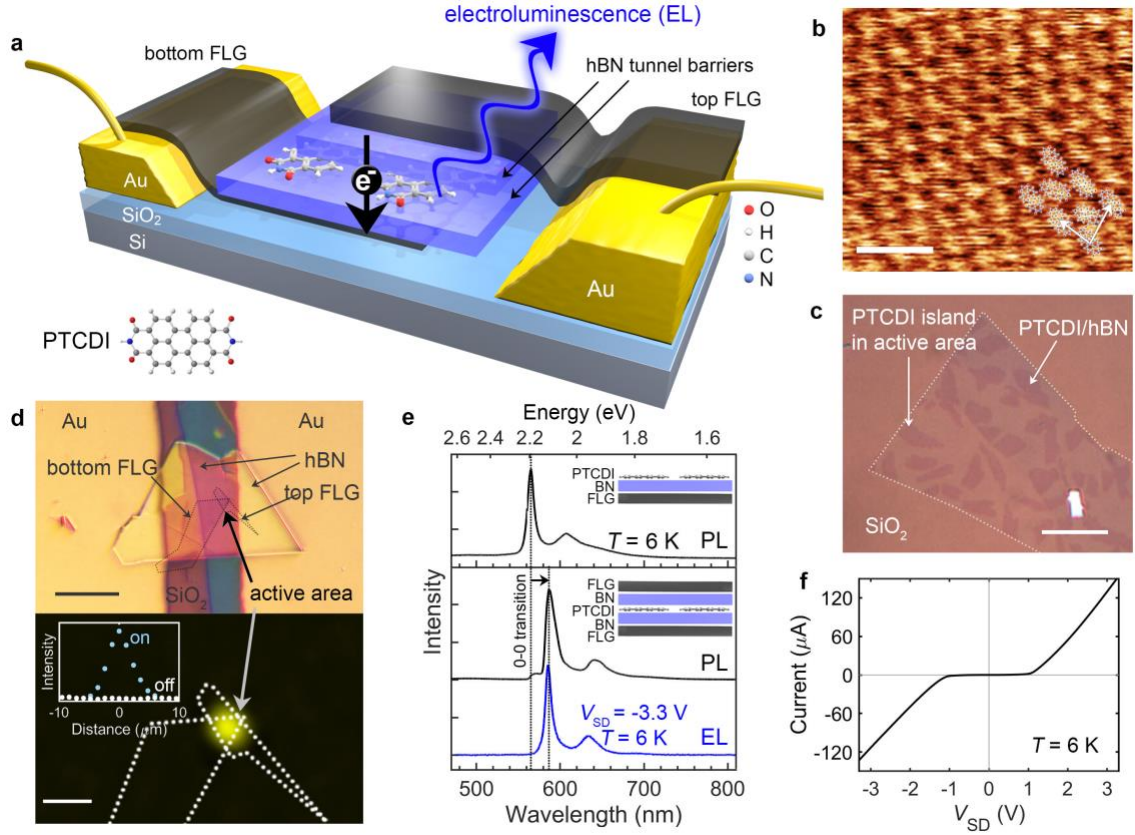 a
electroluminescence (EL)
bottom FLG
hBN tunnel barriers
top FLG
Au
SiO₂
Si
e⁻
Au
O
H
C
N
PTCDI
b
c
PTCDI island
in active area
PTCDI/hBN
SiO₂
d
Au
Au
bottom FLG
hBN
top FLG
SiO₂
active area
Intensity
on
off
-10
0
10
Distance (μm)
e
Energy (eV)
2.6
2.4
2.2
2
1.8
1.6
PTCDI
BN
FLG
T = 6 K
PL
0-0 transition
FLG
BN
PTCDI
BN
FLG
PL
V_SD = -3.3 V
T = 6 K
EL
Intensity
500
600
700
800
Wavelength (nm)
f
120
60
0
-60
-120
Current (μA)
T = 6 K
-3
-2
-1
0
1
2
3
V_SD (V)